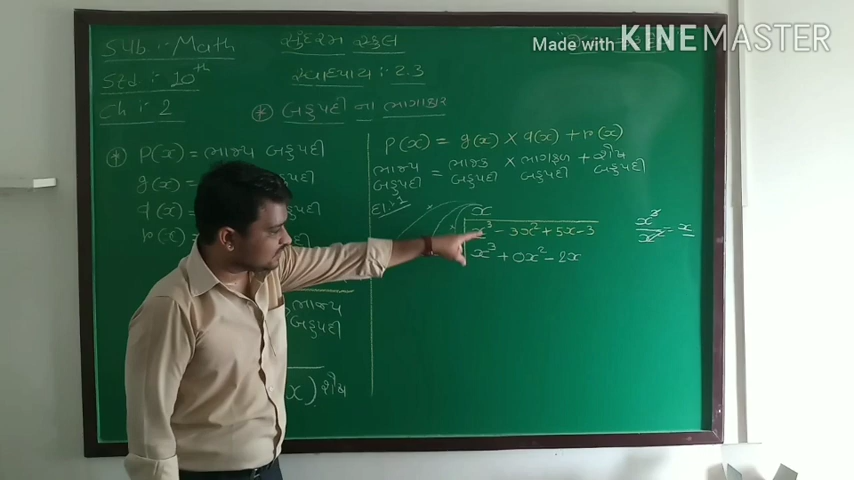 Sub :- Math
Std :- 10th
Ch :- 2
સુંદરમ સ્કુલ
સ્વાધ્યાય :- 2.3
* બહુપદી ના ભાગાકાર
Made with KINEMASTER
* P(x) = ભાજ્ય બહુપદી
g(x) =
q(x) =
r(x)
ભાજ્ય
બહુપદી
x) શેષ
P(x) = g(x) × q(x) + r(x)
ભાજ્ય બહુપદી = ભાજક બહુપદી × ભાગફળ બહુપદી + શેષ બહુપદી
દા.:1
x
x³ - 3x² + 5x - 3
x³ + 0x² - 2x
x³/x² = x